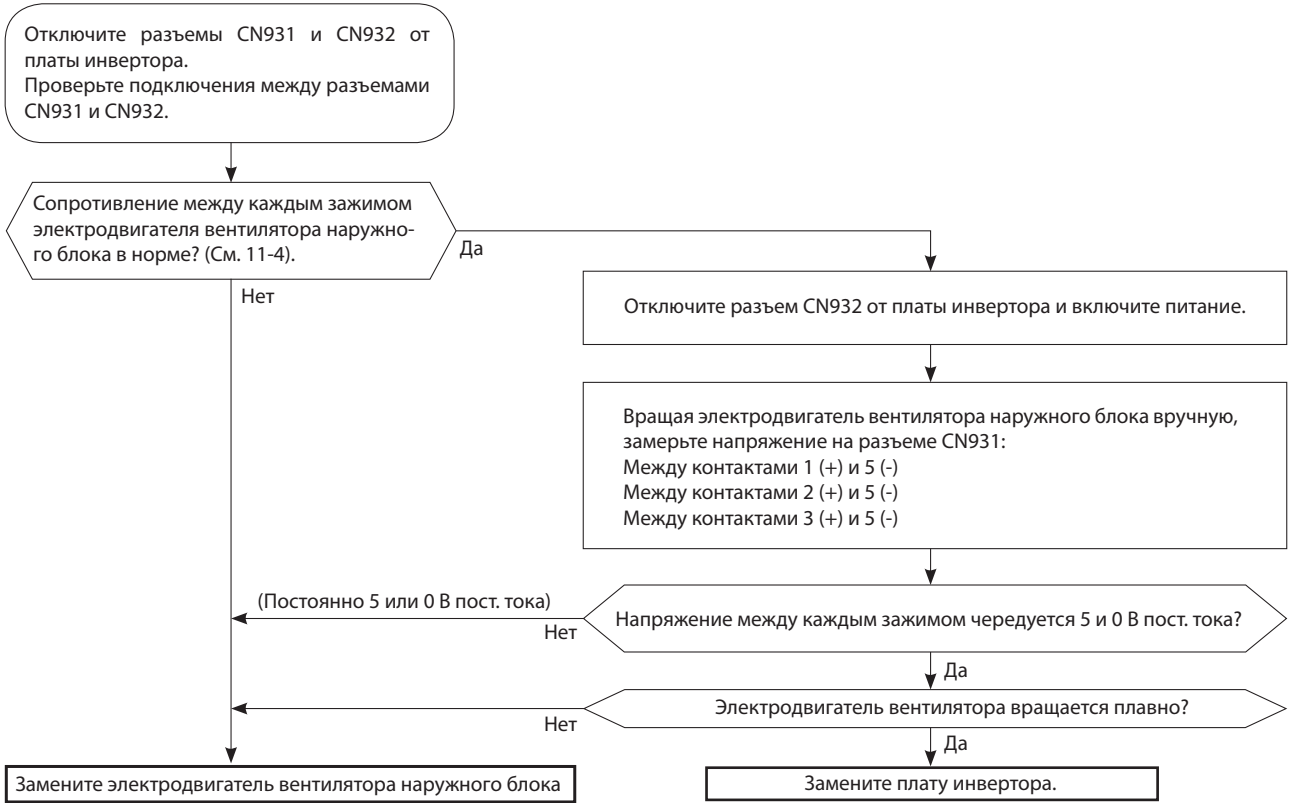 Отключите разъемы CN931 и CN932 от
платы инвертора.
Проверьте подключения между разъемами
CN931 и CN932.
Сопротивление между каждым зажимом
электродвигателя вентилятора наружно-
го блока в норме? (См. 11-4).
Да
Нет
Отключите разъем CN932 от платы инвертора и включите питание.
Вращая электродвигатель вентилятора наружного блока вручную,
замерьте напряжение на разъеме CN931:
Между контактами 1 (+) и 5 (-)
Между контактами 2 (+) и 5 (-)
Между контактами 3 (+) и 5 (-)
(Постоянно 5 или 0 В пост. тока)
Нет
Напряжение между каждым зажимом чередуется 5 и 0 В пост. тока?
Да
Нет
Электродвигатель вентилятора вращается плавно?
Да
Замените электродвигатель вентилятора наружного блока
Замените плату инвертора.